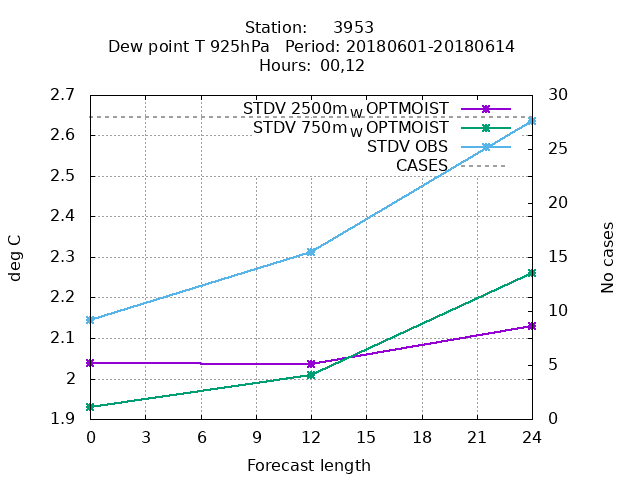 Station: 3953
Dew point T 925hPa Period: 20180601-20180614
Hours: 00,12
STDV 2500m W OPTMOIST
STDV 750m W OPTMOIST
STDV OBS
CASES
2.7
2.6
2.5
2.4
2.3
2.2
2.1
2
1.9
deg C
30
25
20
15
10
5
0
No cases
0 3 6 9 12 15 18 21 24
Forecast length